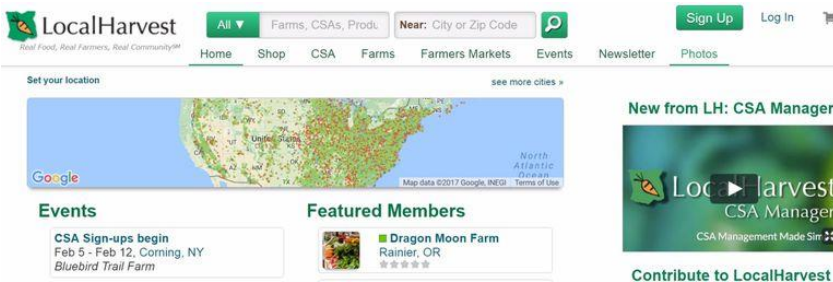 LocalHarvest
Real Food, Real Farmers, Real Community℠
All ▼ Farms, CSAs, Produ Near: City or Zip Code
Sign Up Log In
Home Shop CSA Farms Farmers Markets Events Newsletter Photos
Set your location
see more cities »
United States
North
Atlantic
Ocean
Google
Map data ©2017 Google, INEGI Terms of Use
Events
CSA Sign-ups begin
Feb 5 - Feb 12, Corning, NY
Bluebird Trail Farm
Featured Members
Dragon Moon Farm
Rainier, OR
New from LH: CSA Manager
LocalHarvest
CSA Manager
CSA Management Made Sim
Contribute to LocalHarvest